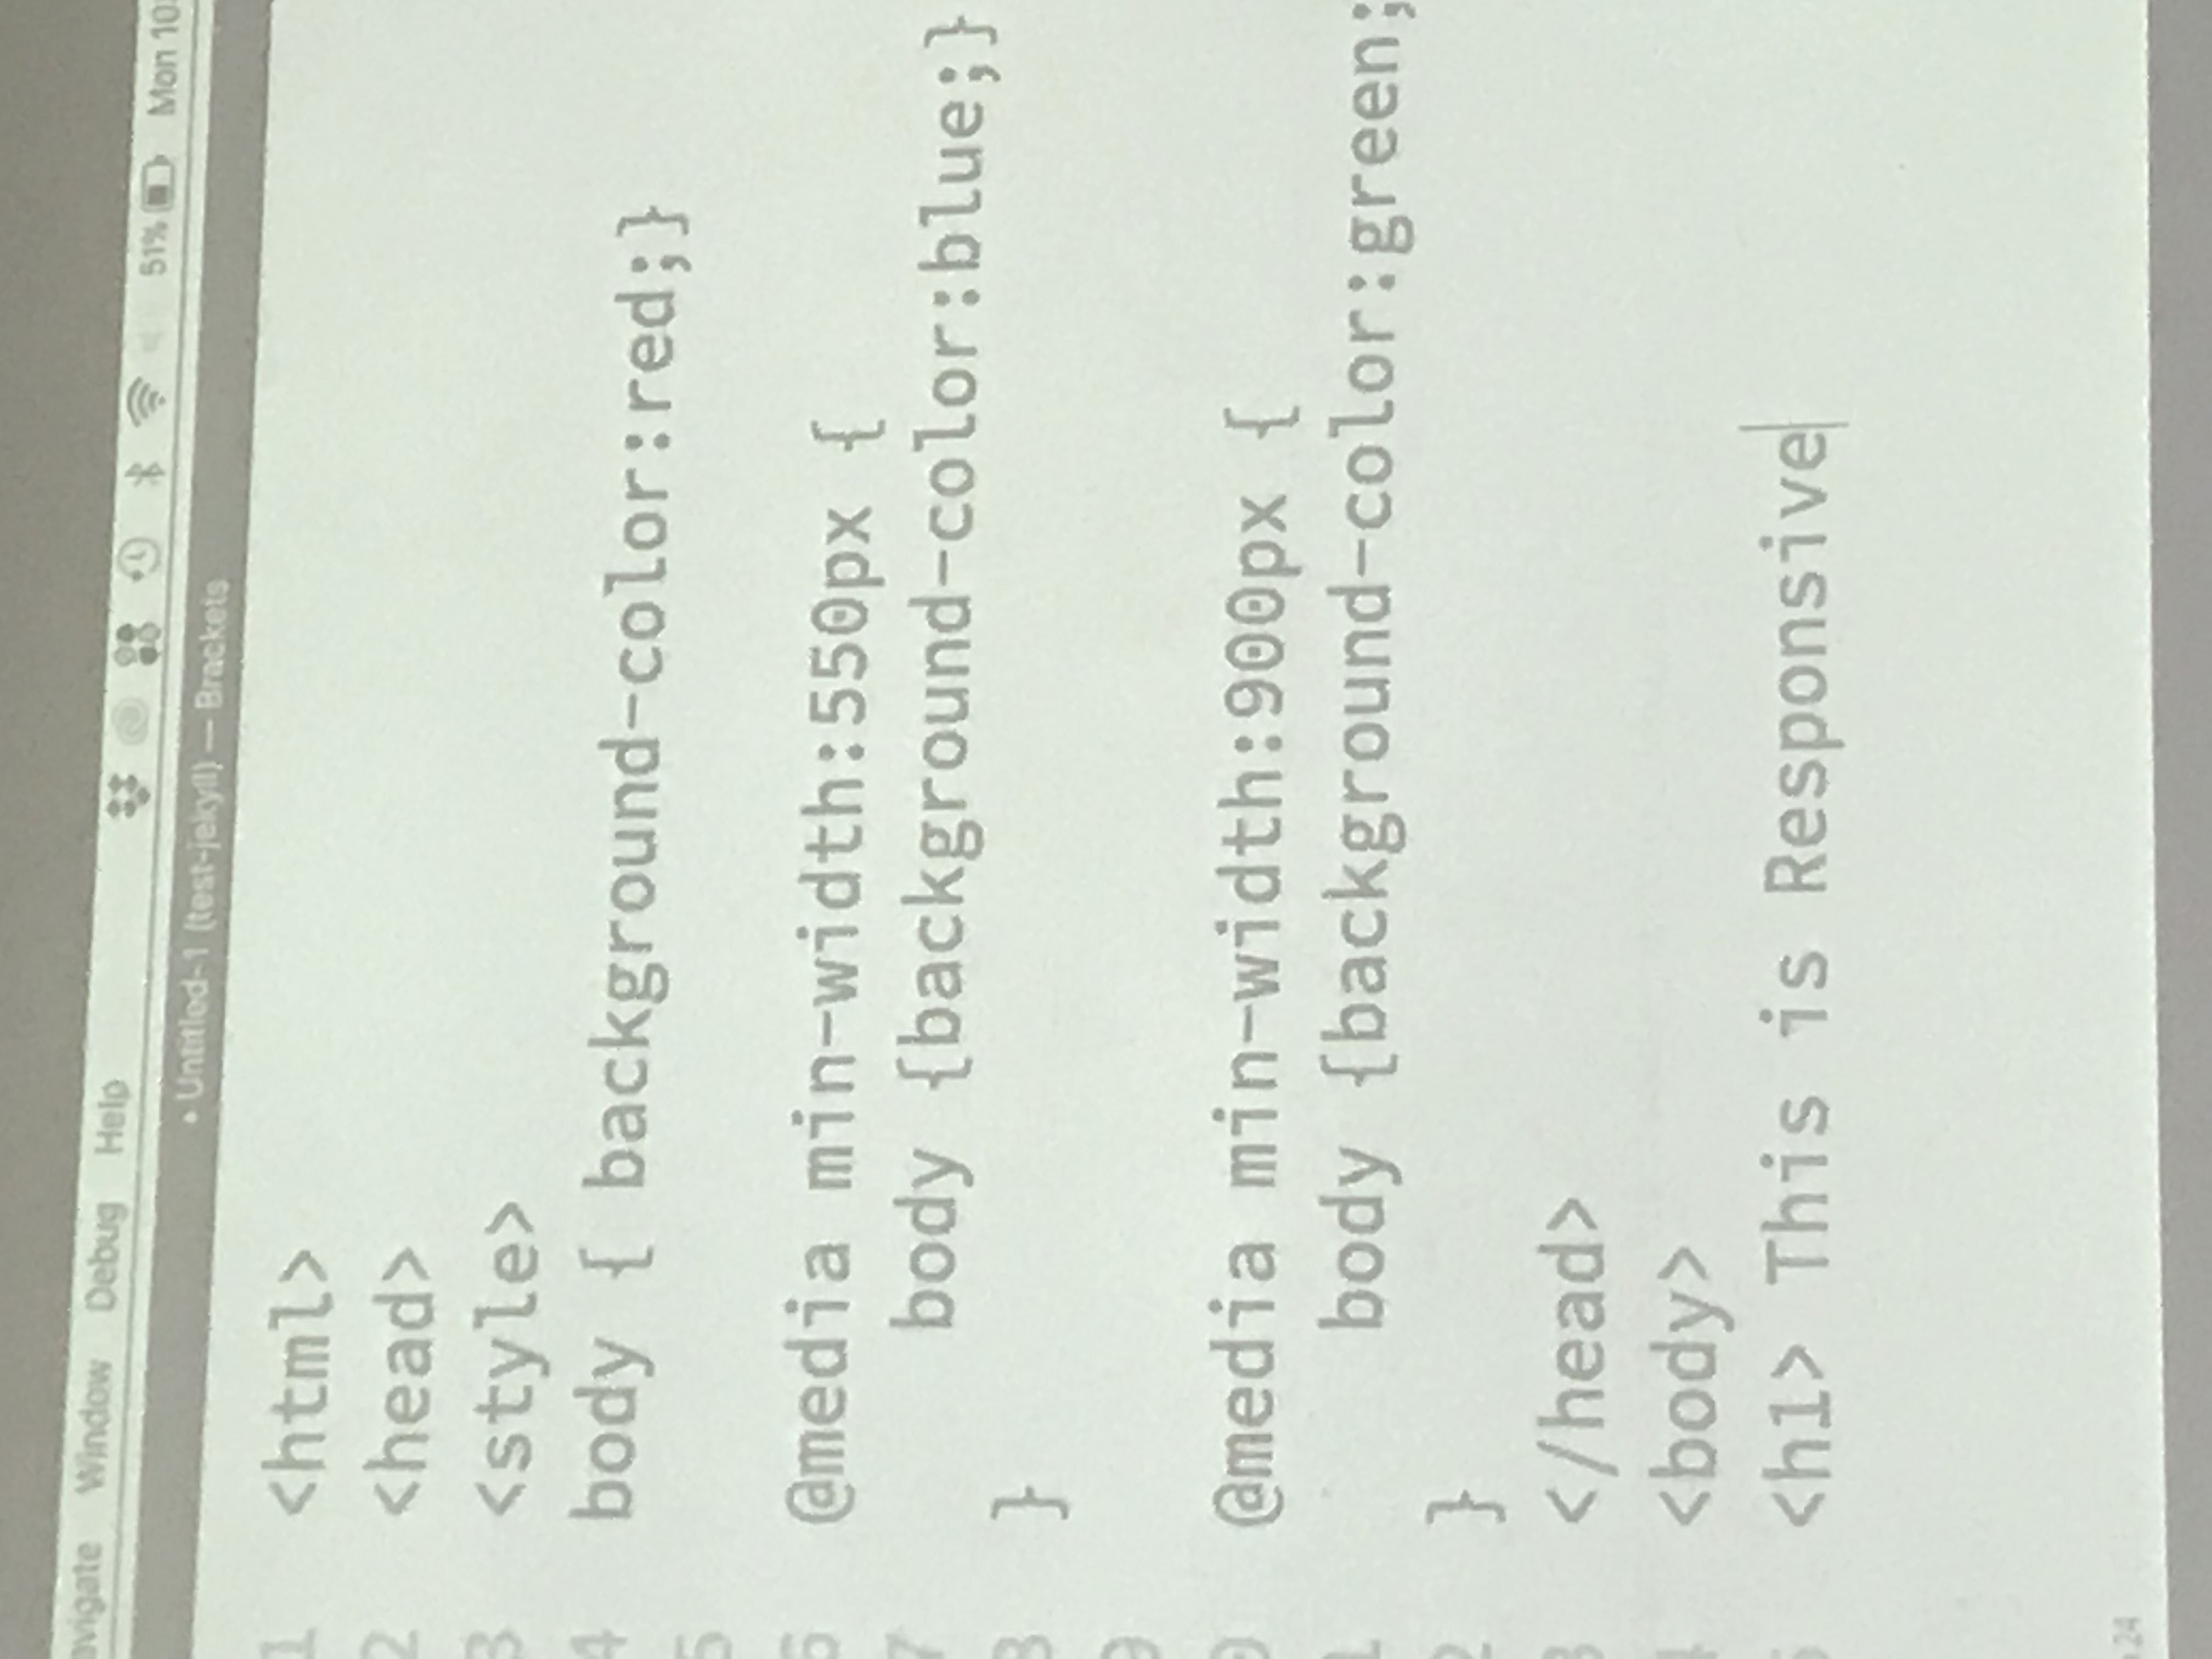 Window Debug Help 51% Mon 10
• Untitled-1 (test-jekyll) — Brackets
1 <html>
2 <head>
3 <style>
4 body { background-color:red;}
5
6 @media min-width:550px {
7     body {background-color:blue;}
8 }
9
0 @media min-width:900px {
1     body {background-color:green;
2 }
3 </head>
4 <body>
5 <h1> This is Responsive
24